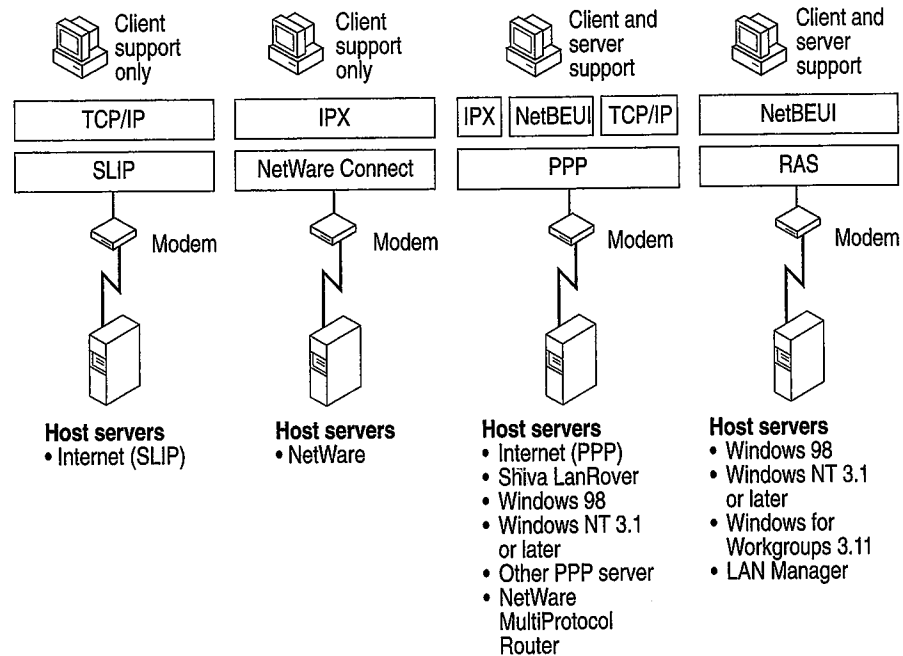 Client
support
only
TCP/IP
SLIP
Modem
Host servers
• Internet (SLIP)
Client
support
only
IPX
NetWare Connect
Modem
Host servers
• NetWare
Client and
server
support
IPX
NetBEUI
TCP/IP
PPP
Modem
Host servers
• Internet (PPP)
• Shiva LanRover
• Windows 98
• Windows NT 3.1
or later
• Other PPP server
• NetWare
MultiProtocol
Router
Client and
server
support
NetBEUI
RAS
Modem
Host servers
• Windows 98
• Windows NT 3.1
or later
• Windows for
Workgroups 3.11
• LAN Manager